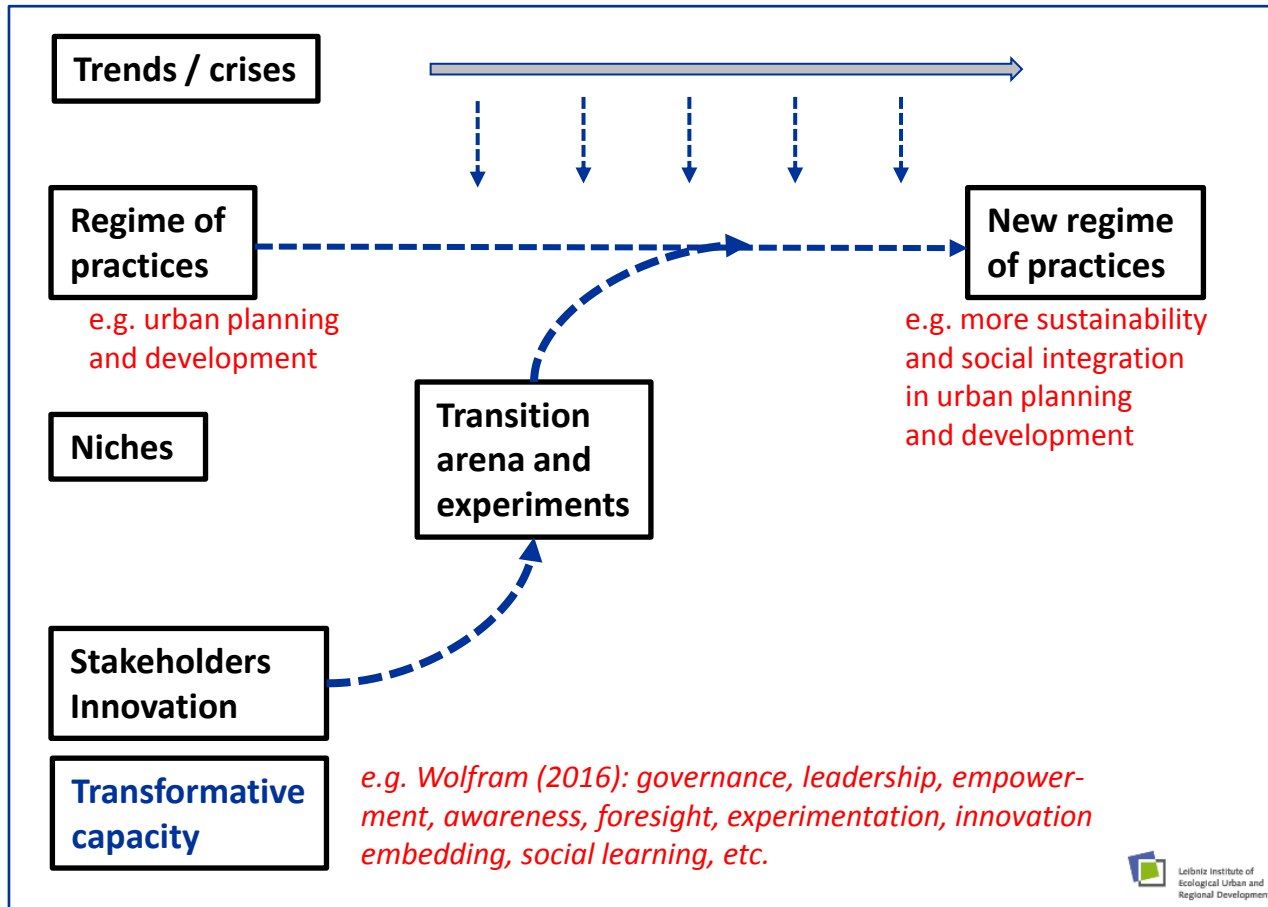 Trends / crises
Regime of
practices
New regime
of practices
e.g. urban planning
and development
e.g. more sustainability
and social integration
in urban planning
and development
Niches
Transition
arena and
experiments
Stakeholders
Innovation
Transformative
capacity
e.g. Wolfram (2016): governance, leadership, empower-
ment, awareness, foresight, experimentation, innovation
embedding, social learning, etc.
Leibniz Institute of
Ecological Urban and
Regional Development